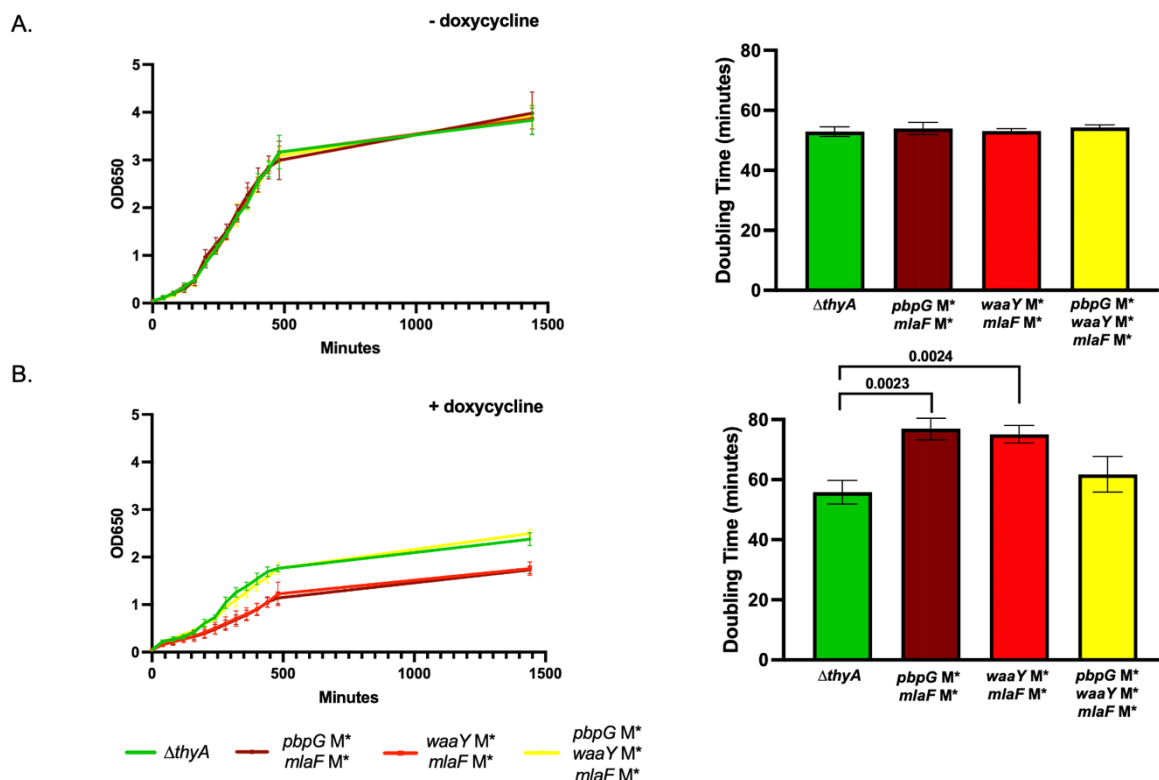 A.
- doxycycline
OD650
5
4
3
2
1
0
0 500 1000 1500
Minutes
Doubling Time (minutes)
80
60
40
20
0
ΔthyA pbpG M* waaY M* pbpG M*
mlaF M* mlaF M* waaY M*
mlaF M*
B.
+ doxycycline
OD650
5
4
3
2
1
0
0 500 1000 1500
Minutes
0.0024
0.0023
Doubling Time (minutes)
80
60
40
20
0
ΔthyA pbpG M* waaY M* pbpG M*
mlaF M* mlaF M* waaY M*
mlaF M*
ΔthyA pbpG M* waaY M* pbpG M*
mlaF M* mlaF M* waaY M*
mlaF M*